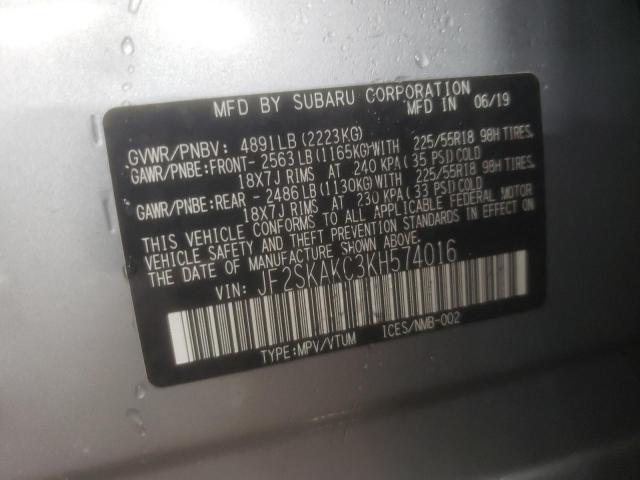 MFD BY SUBARU CORPORATION
MFD IN 06/19
GVWR/PNBV: 4891LB (2223KG)
GAWR/PNBE:FRONT- 2563LB (1165KG)WITH 225/55R18 98H TIRES.
18X7J RIMS AT 240 KPA (35 PSI) COLD
GAWR/PNBE:REAR - 2486LB (1130KG) WITH 225/55R18 98H TIRES.
18X7J RIMS AT 230 KPA (33 PSI) COLD
THIS VEHICLE CONFORMS TO ALL APPLICABLE FEDERAL MOTOR
VEHICLE SAFETY AND THEFT PREVENTION STANDARDS IN EFFECT ON
THE DATE OF MANUFACTURE SHOWN ABOVE.
VIN: JF2SKAKC3KH574016
TYPE:MPV/VTUM ICES/NMB-002